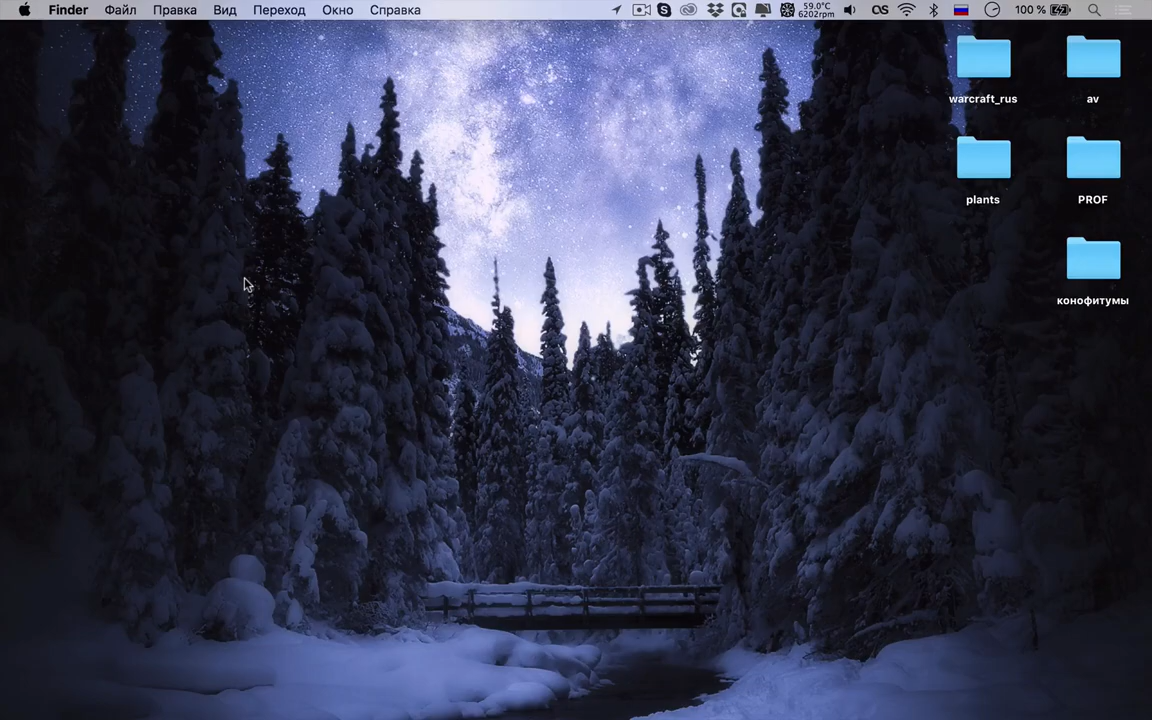 Finder Файл Правка Вид Переход Окно Справка 59.0°C 100 %
6202rpm
warcraft_rus av
plants PROF
конофитумы